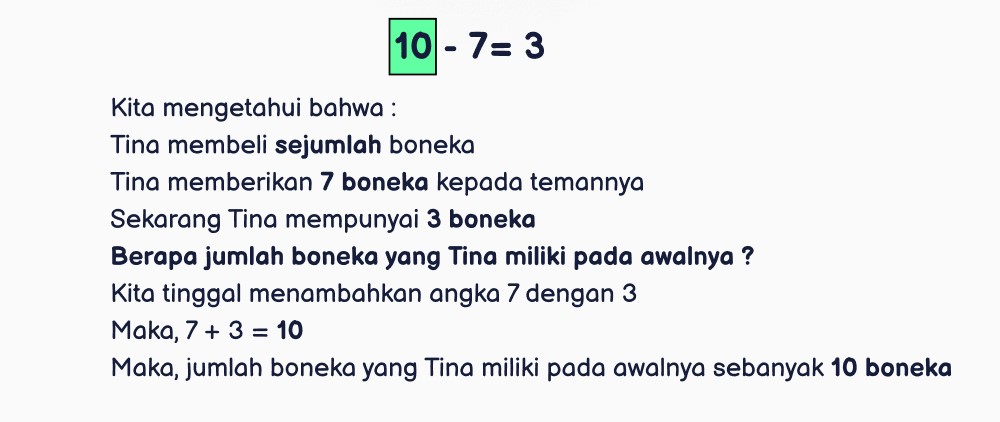 10 - 7= 3
Kita mengetahui bahwa :
Tina membeli sejumlah boneka
Tina memberikan 7 boneka kepada temannya
Sekarang Tina mempunyai 3 boneka
Berapa jumlah boneka yang Tina miliki pada awalnya ?
Kita tinggal menambahkan angka 7 dengan 3
Maka, 7 + 3 = 10
Maka, jumlah boneka yang Tina miliki pada awalnya sebanyak 10 boneka